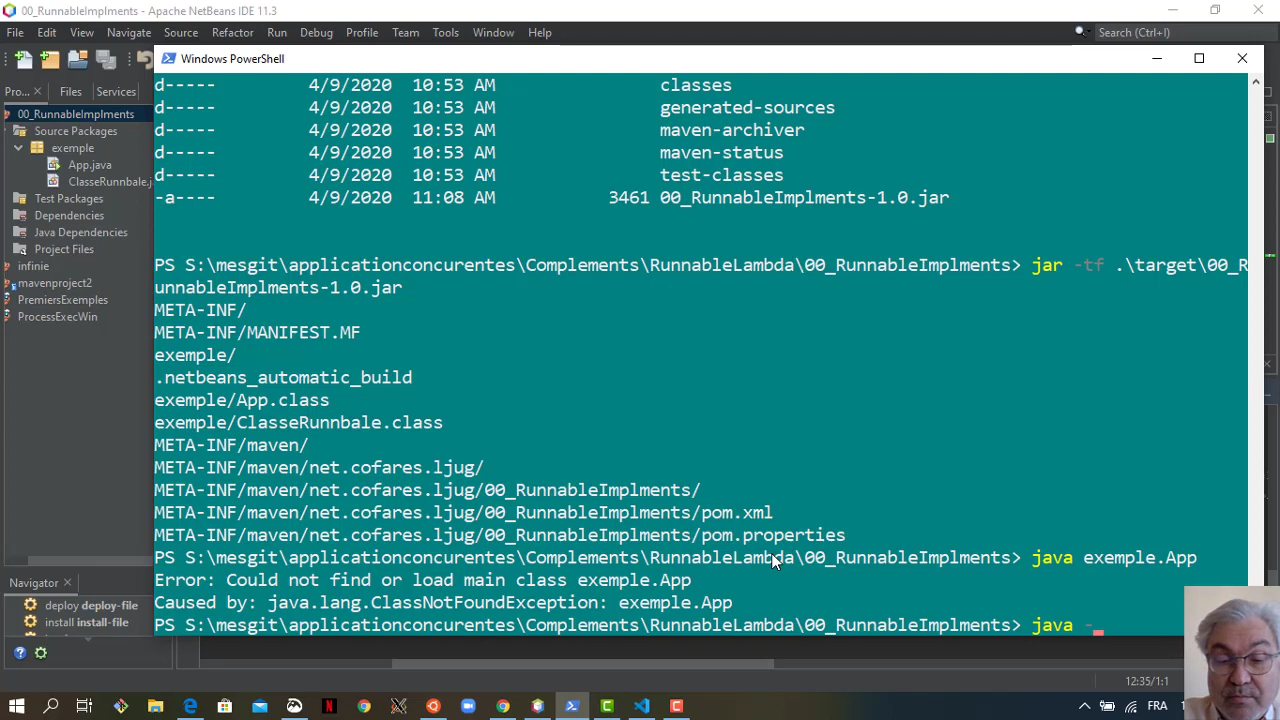 00_RunnableImplments - Apache NetBeans IDE 11.3
File Edit View Navigate Source Refactor Run Debug Profile Team Tools Window Help
Search (Ctrl+I)
Windows PowerShell
Pro... Files Services
00_RunnableImplments
Source Packages
exemple
App.java
ClasseRunnbale.j
Test Packages
Dependencies
Java Dependencies
Project Files
infinie
mavenproject2
PremiersExemples
ProcessExecWin
Navigator
deploy deploy-file
install install-file
d----- 4/9/2020 10:53 AM classes
d----- 4/9/2020 10:53 AM generated-sources
d----- 4/9/2020 10:53 AM maven-archiver
d----- 4/9/2020 10:53 AM maven-status
d----- 4/9/2020 10:53 AM test-classes
-a---- 4/9/2020 11:08 AM 3461 00_RunnableImplments-1.0.jar
PS S:\mesgit\applicationconcurentes\Complements\RunnableLambda\00_RunnableImplments> jar -tf .\target\00_R
unnableImplments-1.0.jar
META-INF/
META-INF/MANIFEST.MF
exemple/
.netbeans_automatic_build
exemple/App.class
exemple/ClasseRunnbale.class
META-INF/maven/
META-INF/maven/net.cofares.ljug/
META-INF/maven/net.cofares.ljug/00_RunnableImplments/
META-INF/maven/net.cofares.ljug/00_RunnableImplments/pom.xml
META-INF/maven/net.cofares.ljug/00_RunnableImplments/pom.properties
PS S:\mesgit\applicationconcurentes\Complements\RunnableLambda\00_RunnableImplments> java exemple.App
Error: Could not find or load main class exemple.App
Caused by: java.lang.ClassNotFoundException: exemple.App
PS S:\mesgit\applicationconcurentes\Complements\RunnableLambda\00_RunnableImplments> java -
12:35/1:1
FRA
1